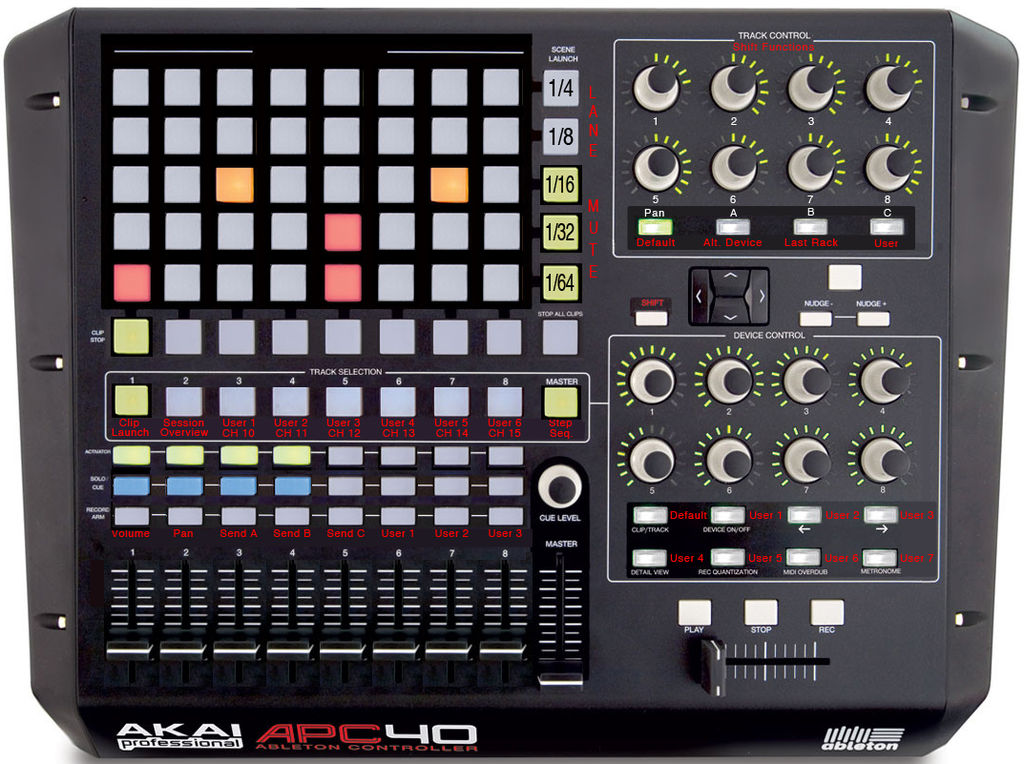 SCENE
LAUNCH
1/4
1/8
1/16
1/32
1/64
LANE
MUTE
STOP ALL CLIPS
TRACK CONTROL
Shift Functions
1 2 3 4
5 6 7 8
Pan A B C
Default Alt. Device Last Rack User
SHIFT
NUDGE - NUDGE +
CLIP
STOP
TRACK SELECTION
1 2 3 4 5 6 7 8 MASTER
Clip Session User 1 User 2 User 3 User 4 User 5 User 6 Step
Launch Overview CH 10 CH 11 CH 12 CH 13 CH 14 CH 15 Seq.
ACTIVATOR
SOLO/
CUE
RECORD
ARM
Volume Pan Send A Send B Send C User 1 User 2 User 3
CUE LEVEL
1 2 3 4 5 6 7 8 MASTER
DEVICE CONTROL
1 2 3 4
5 6 7 8
Default User 1 User 2 User 3
CLIP/TRACK DEVICE ON/OFF ← →
User 4 User 5 User 6 User 7
DETAIL VIEW REC QUANTIZATION MIDI OVERDUB METRONOME
PLAY STOP REC
AKAI
professional
APC40
ABLETON CONTROLLER
ableton